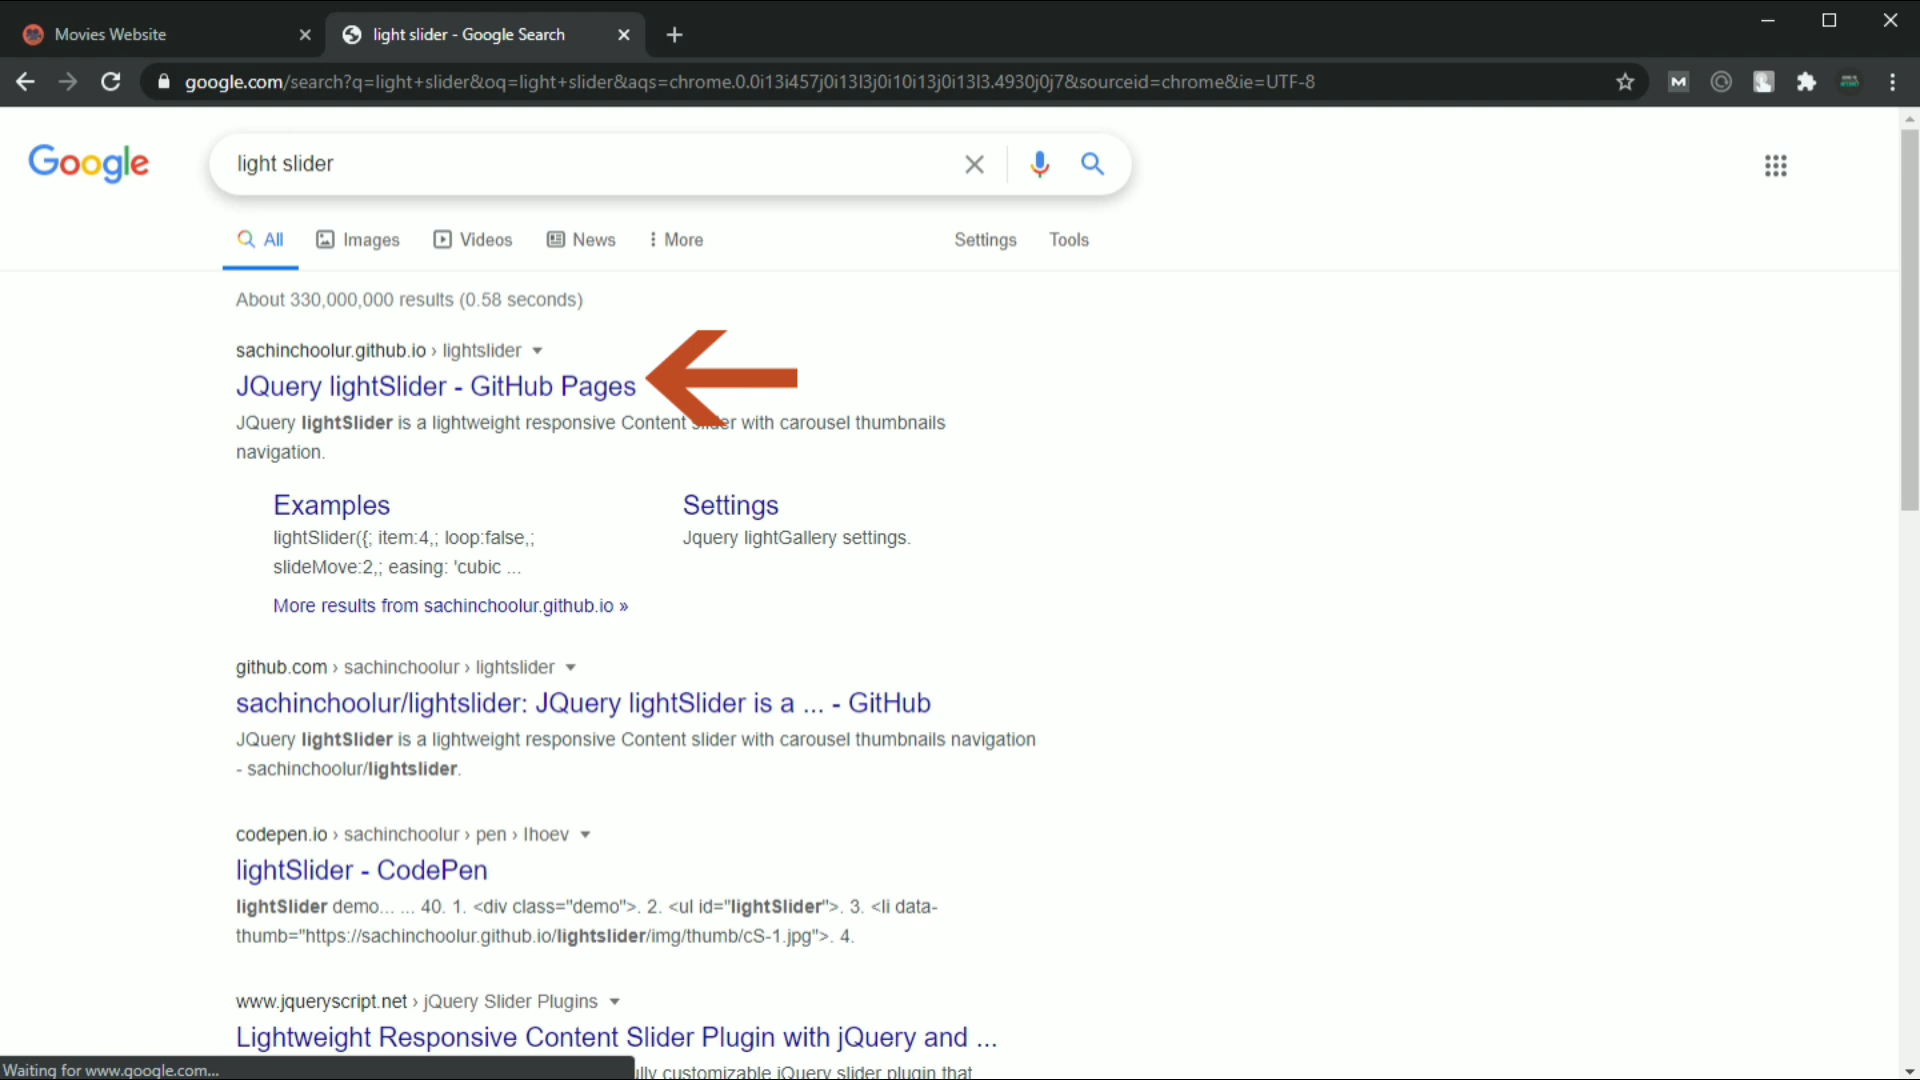 Movies Website
light slider - Google Search
google.com/search?q=light+slider&oq=light+slider&aqs=chrome.0.0i13i457j0i13l3j0i10i13j0i13l3.4930j0j7&sourceid=chrome&ie=UTF-8
Google
light slider
All Images Videos News More Settings Tools
About 330,000,000 results (0.58 seconds)
sachinchoolur.github.io › lightslider
JQuery lightSlider - GitHub Pages
JQuery lightSlider is a lightweight responsive Content slider with carousel thumbnails
navigation.
Examples
lightSlider({; item:4,; loop:false,;
slideMove:2,; easing: 'cubic ...
Settings
Jquery lightGallery settings.
More results from sachinchoolur.github.io »
github.com › sachinchoolur › lightslider
sachinchoolur/lightslider: JQuery lightSlider is a ... - GitHub
JQuery lightSlider is a lightweight responsive Content slider with carousel thumbnails navigation
- sachinchoolur/lightslider.
codepen.io › sachinchoolur › pen › Ihoev
lightSlider - CodePen
lightSlider demo... ... 40. 1. <div class="demo">. 2. <ul id="lightSlider">. 3. <li data-
thumb="https://sachinchoolur.github.io/lightslider/img/thumb/cS-1.jpg">. 4.
www.jqueryscript.net › jQuery Slider Plugins
Lightweight Responsive Content Slider Plugin with jQuery and ...
customizable jQuery slider plugin that
Waiting for www.google.com...